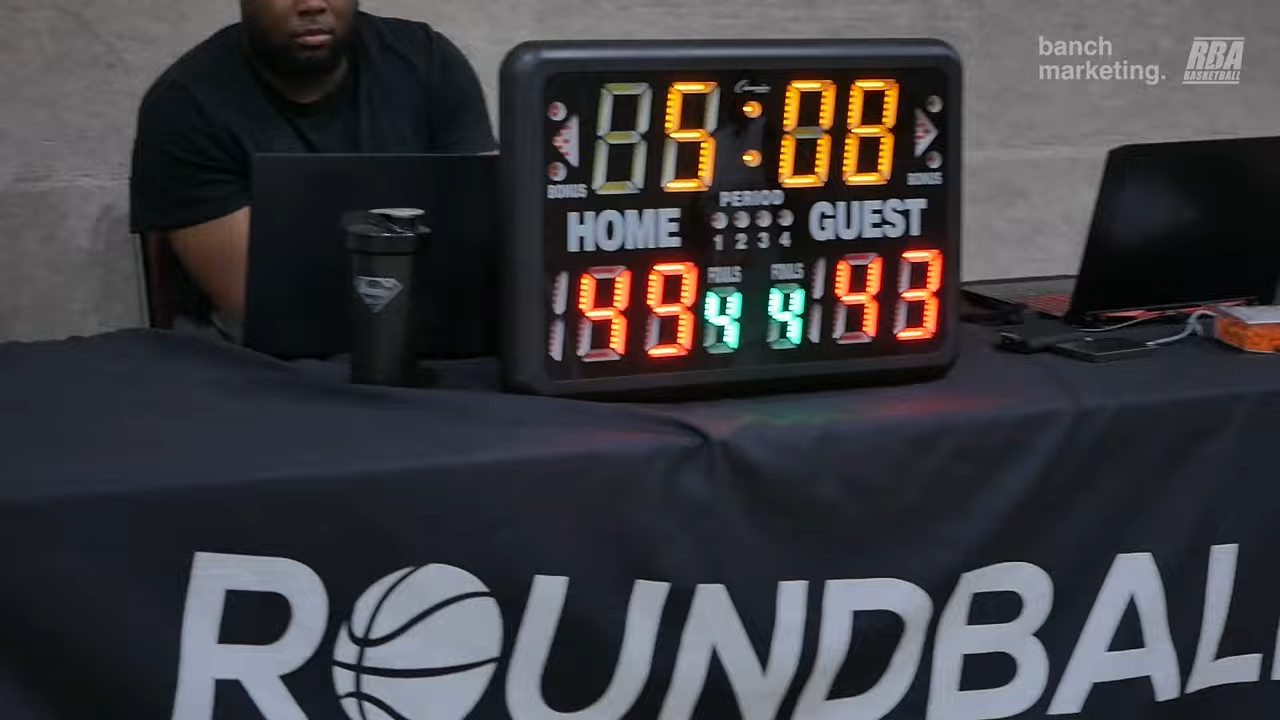 banch
marketing.
RBA
BASKETBALL
5:08
BONUS
BONUS
PERIOD
HOME
GUEST
1 2 3 4
FOULS
FOULS
49
4
4
43
ROUNDBALL